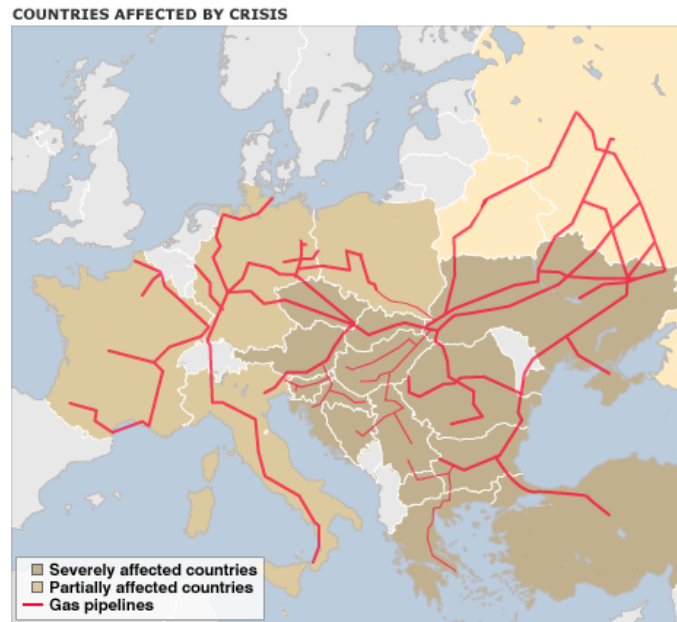 COUNTRIES AFFECTED BY CRISIS
Severely affected countries
Partially affected countries
Gas pipelines